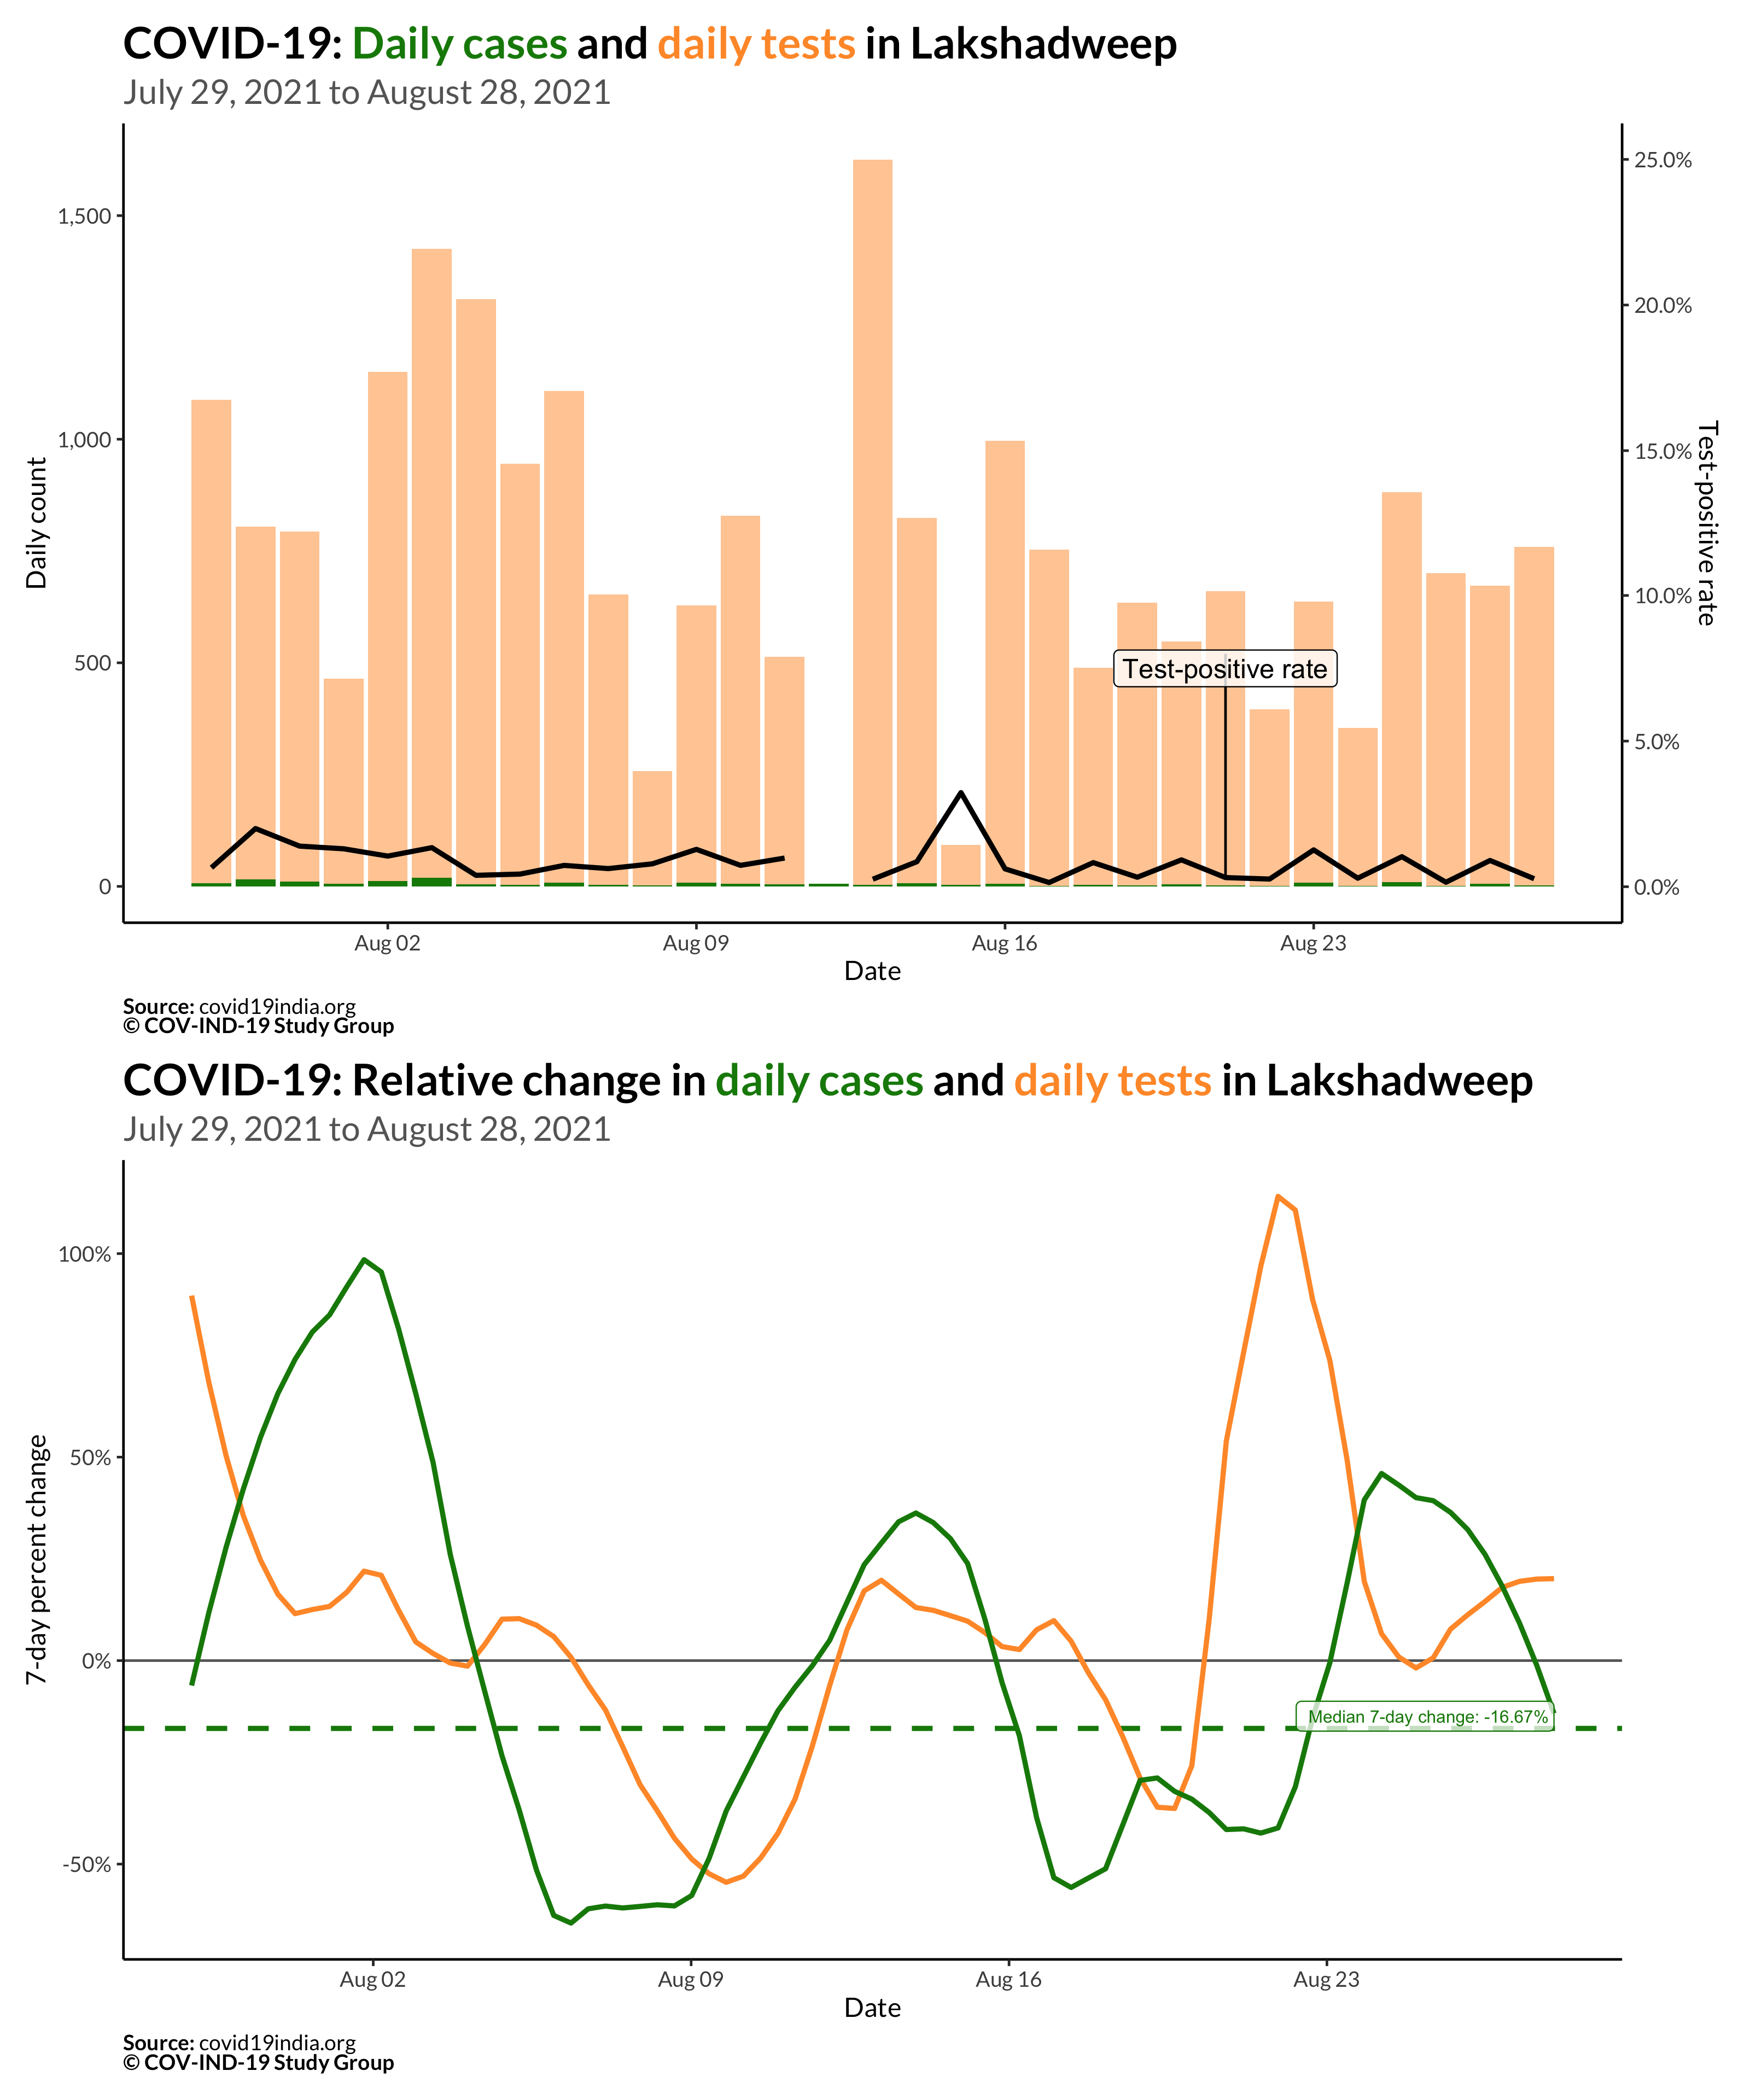 COVID-19: Daily cases and daily tests in Lakshadweep
July 29, 2021 to August 28, 2021
Daily count
1,500
1,000
500
0
25.0%
20.0%
15.0%
10.0%
5.0%
0.0%
Test-positive rate
Test-positive rate
Aug 02
Aug 09
Aug 16
Aug 23
Date
Source: covid19india.org
© COV-IND-19 Study Group
COVID-19: Relative change in daily cases and daily tests in Lakshadweep
July 29, 2021 to August 28, 2021
7-day percent change
100%
50%
0%
-50%
Median 7-day change: -16.67%
Aug 02
Aug 09
Aug 16
Aug 23
Date
Source: covid19india.org
© COV-IND-19 Study Group